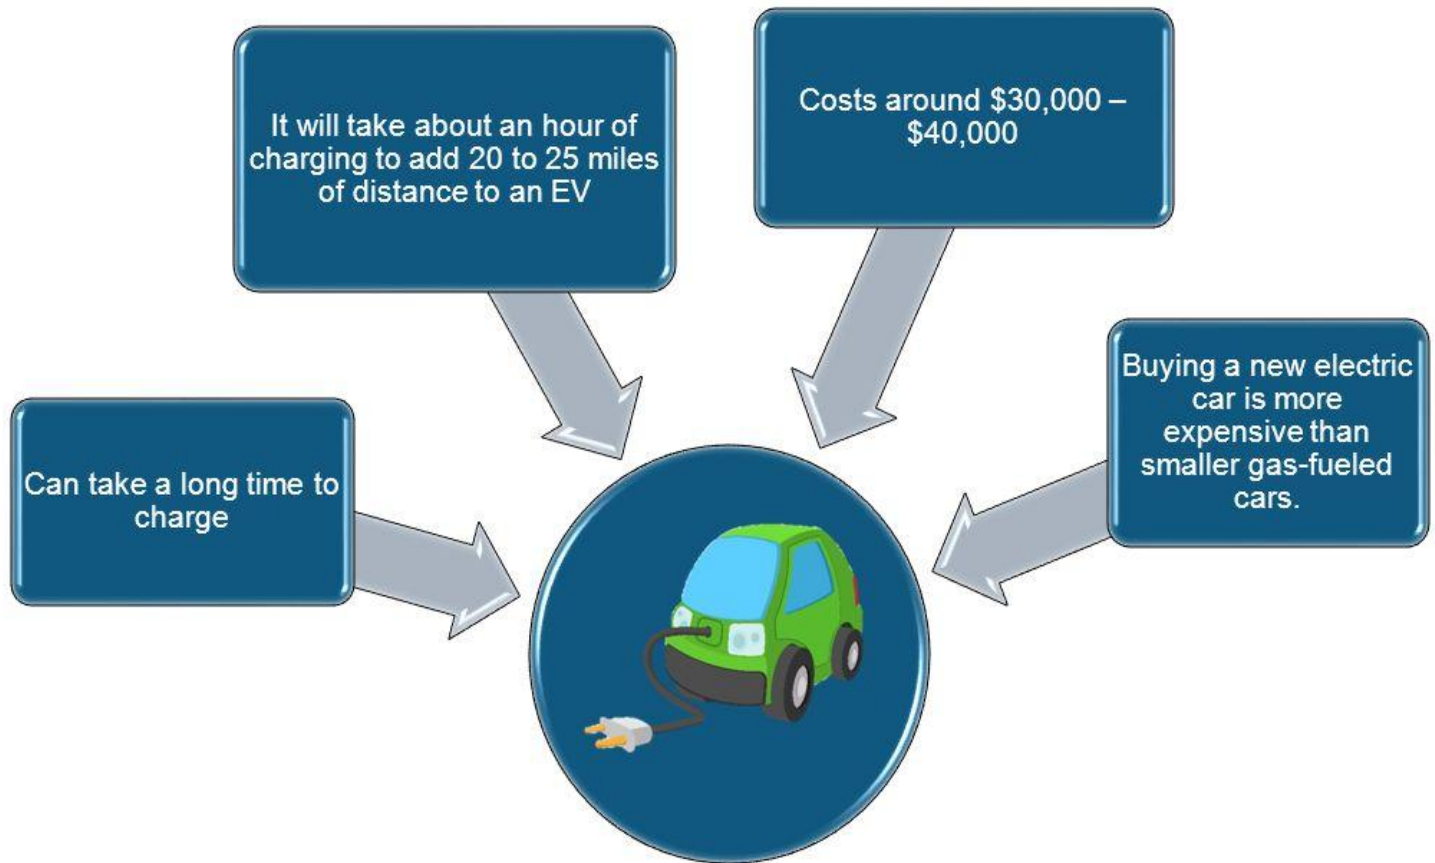 It will take about an hour of
charging to add 20 to 25 miles
of distance to an EV
Costs around $30,000 –
$40,000
Can take a long time to
charge
Buying a new electric
car is more
expensive than
smaller gas-fueled
cars.